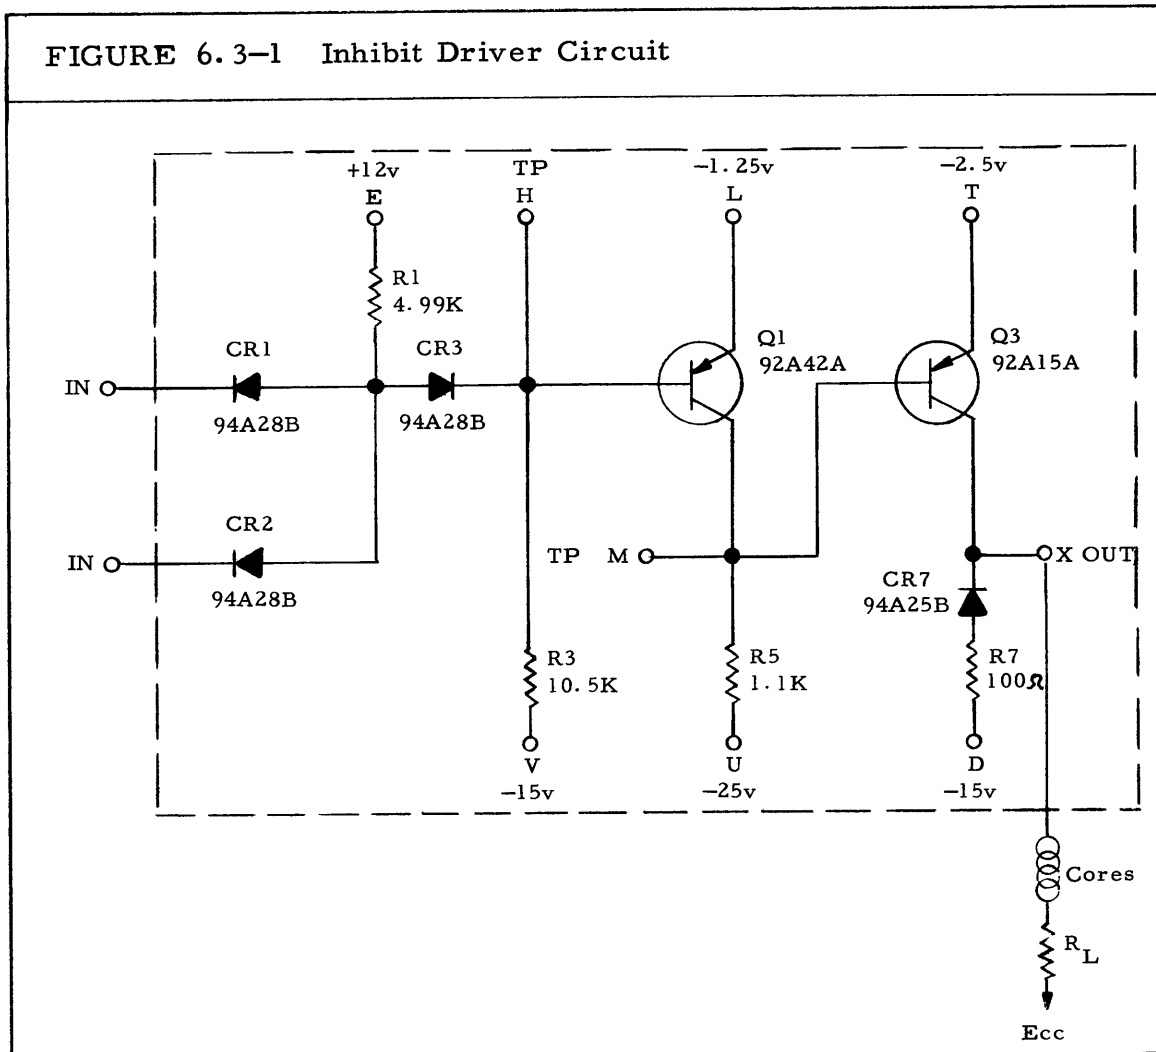 FIGURE 6.3—1 Inhibit Driver Circuit
+12v
E
TP
H
−1.25v
L
−2.5v
T
R1
4.99K
CR1
94A28B
CR3
94A28B
Q1
92A42A
Q3
92A15A
IN
CR2
94A28B
IN
TP M
X OUT
CR7
94A25B
R3
10.5K
R5
1.1K
R7
100Ω
V
−15v
U
−25v
D
−15v
Cores
RL
Ecc